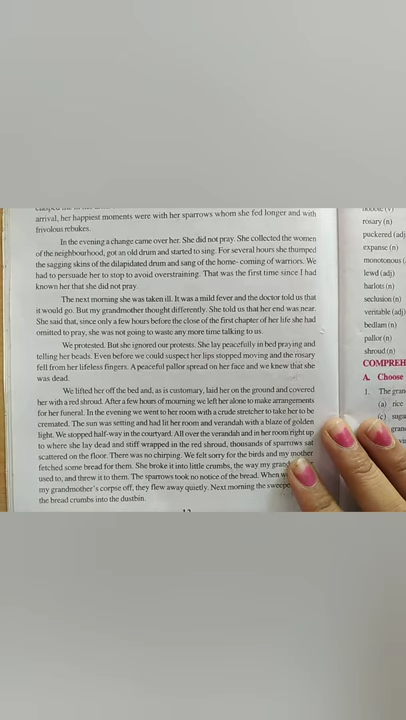 arrival, her happiest moments were with her sparrows whom she fed longer and with
frivolous rebukes.
In the evening a change came over her. She did not pray. She collected the women
of the neighbourhood, got an old drum and started to sing. For several hours she thumped
the sagging skins of the dilapidated drum and sang of the home- coming of warriors. We
had to persuade her to stop to avoid overstraining. That was the first time since I had
known her that she did not pray
The next morning she was taken ill. It was a mild fever and the doctor told us that
it would go. But my grandmother thought differently. She told us that her end was near.
She said that, since only a few hours before the close of the first chapter of her life she had
omitted to pray, she was not going to waste any more time talking to us.
We protested. But she ignored our protests. She lay peacefully in bed praying and
telling her beads. Even before we could suspect her lips stopped moving and the rosary
fell from her lifeless fingers. A peaceful pallor spread on her face and we knew that she
was dead.
We lifted her off the bed and, as is customary, laid her on the ground and covered
her with a red shroud. After a few hours of mourning we left her alone to make arrangements
for her funeral. In the evening we went to her room with a crude stretcher to take her to be
cremated. The sun was setting and had lit her room and verandah with a blaze of golden
light. We stopped half-way in the courtyard. All over the verandah and in her room right up
to where she lay dead and stiff wrapped in the red shroud, thousands of sparrows sat
scattered on the floor. There was no chirping. We felt sorry for the birds and my mother
fetched some bread for them. She broke it into little crumbs, the way my grand
used to, and threw it to them. The sparrows took no notice of the bread. When w
my grandmother's corpse off, they flew away quietly. Next morning the sweepe
the bread crumbs into the dustbin.
rosary (n)
puckered (adj
expanse (n)
monotonous (
lewd (adj)
harlots (n)
seclusion (n)
veritable (adj)
bedlam (n)
pallor (n)
shroud (n)
COMPREH
A. Choose
1. The gran
(a) rice
(c) suga
gran